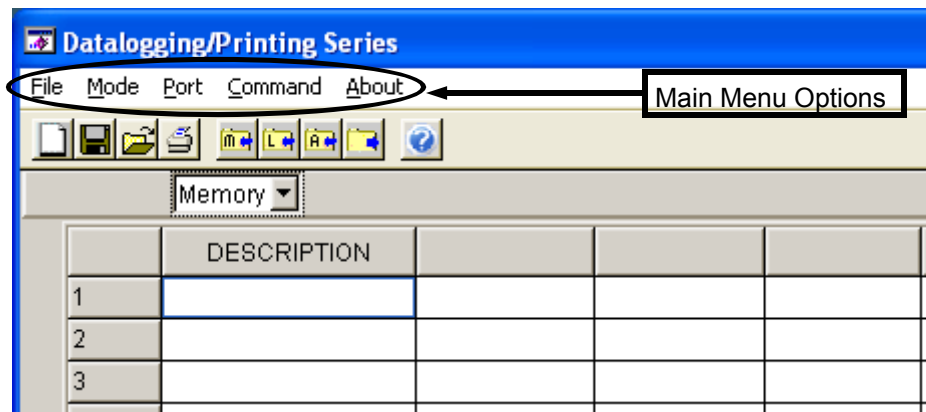 Datalogging/Printing Series
File Mode Port Command About
Main Menu Options
m L A
Memory
DESCRIPTION
1
2
3